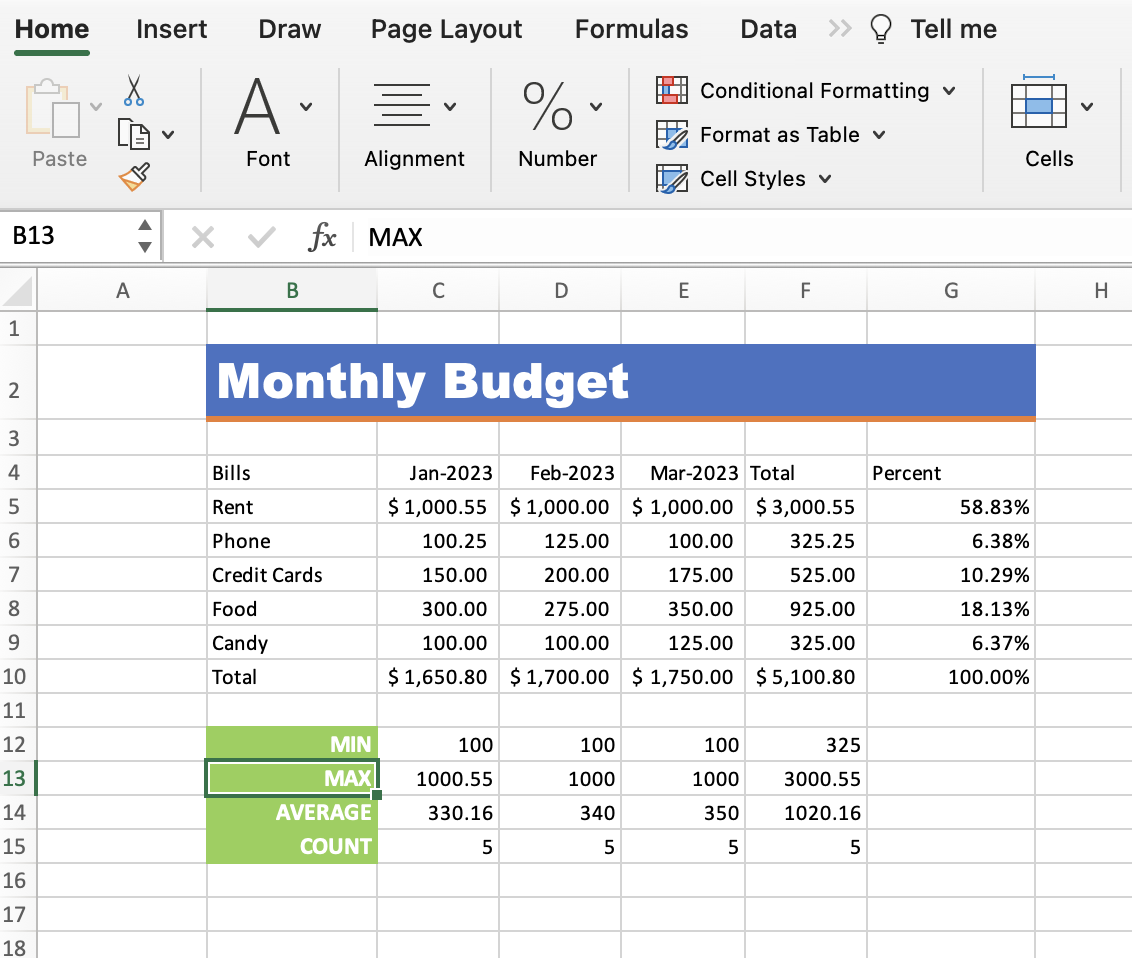 Home Insert Draw Page Layout Formulas Data Tell me
Conditional Formatting
Format as Table
Cell Styles
Paste Font Alignment Number Cells
B13 fx MAX
A B C D E F G H
1
2 Monthly Budget
3
4 Bills Jan-2023 Feb-2023 Mar-2023 Total Percent
5 Rent $ 1,000.55 $ 1,000.00 $ 1,000.00 $ 3,000.55 58.83%
6 Phone 100.25 125.00 100.00 325.25 6.38%
7 Credit Cards 150.00 200.00 175.00 525.00 10.29%
8 Food 300.00 275.00 350.00 925.00 18.13%
9 Candy 100.00 100.00 125.00 325.00 6.37%
10 Total $ 1,650.80 $ 1,700.00 $ 1,750.00 $ 5,100.80 100.00%
11
12 MIN 100 100 100 325
13 MAX 1000.55 1000 1000 3000.55
14 AVERAGE 330.16 340 350 1020.16
15 COUNT 5 5 5 5
16
17
18